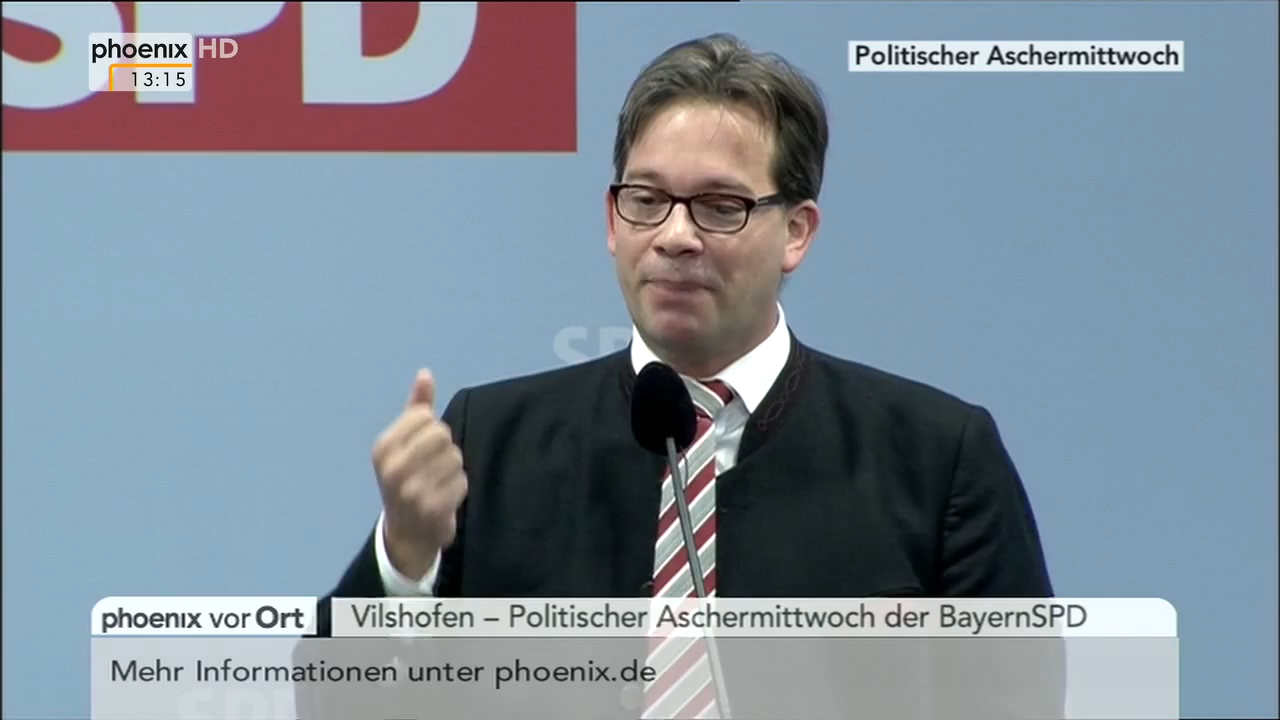 SPD
phoenix HD
13:15
Politischer Aschermittwoch
SPD
phoenix vor Ort
Vilshofen – Politischer Aschermittwoch der BayernSPD
Mehr Informationen unter phoenix.de
SPD